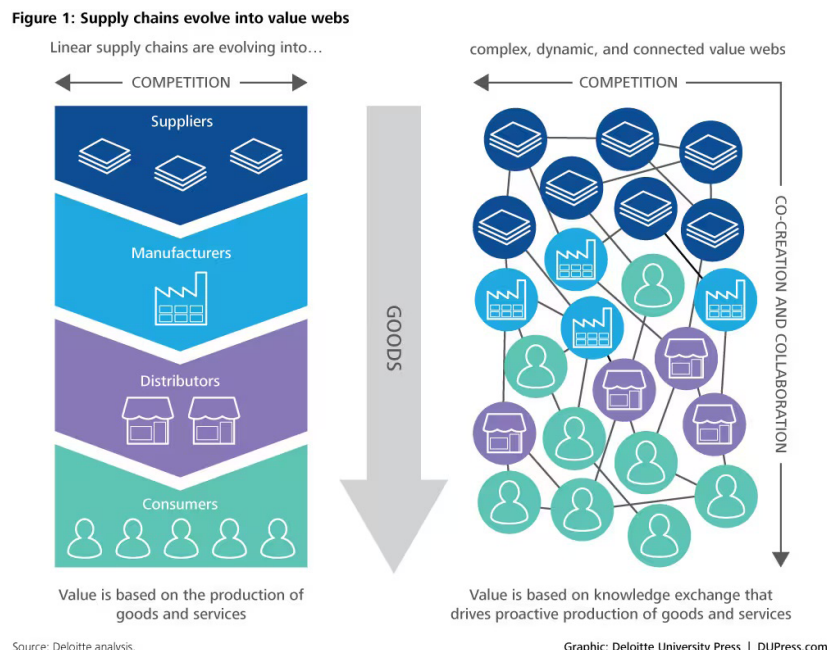 Figure 1: Supply chains evolve into value webs
Linear supply chains are evolving into…
COMPETITION
Suppliers
Manufacturers
Distributors
Consumers
Value is based on the production of
goods and services
GOODS
complex, dynamic, and connected value webs
COMPETITION
CO-CREATION AND COLLABORATION
Value is based on knowledge exchange that
drives proactive production of goods and services
Source: Deloitte analysis.
Graphic: Deloitte University Press | DUPress.com